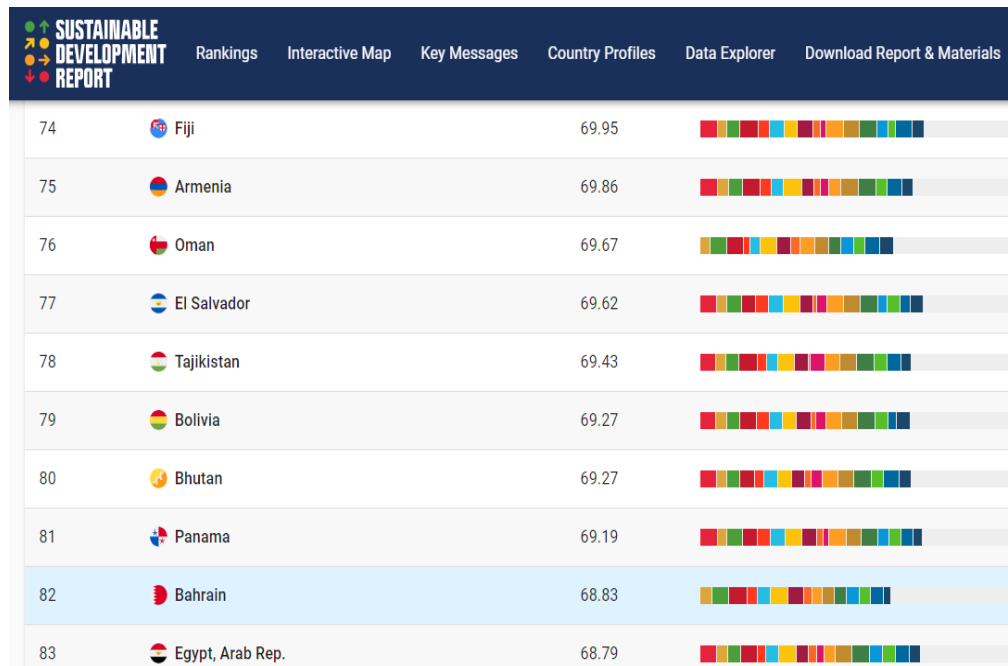 SUSTAINABLE
DEVELOPMENT
REPORT
Rankings Interactive Map Key Messages Country Profiles Data Explorer Download Report & Materials
74 Fiji 69.95
75 Armenia 69.86
76 Oman 69.67
77 El Salvador 69.62
78 Tajikistan 69.43
79 Bolivia 69.27
80 Bhutan 69.27
81 Panama 69.19
82 Bahrain 68.83
83 Egypt, Arab Rep. 68.79